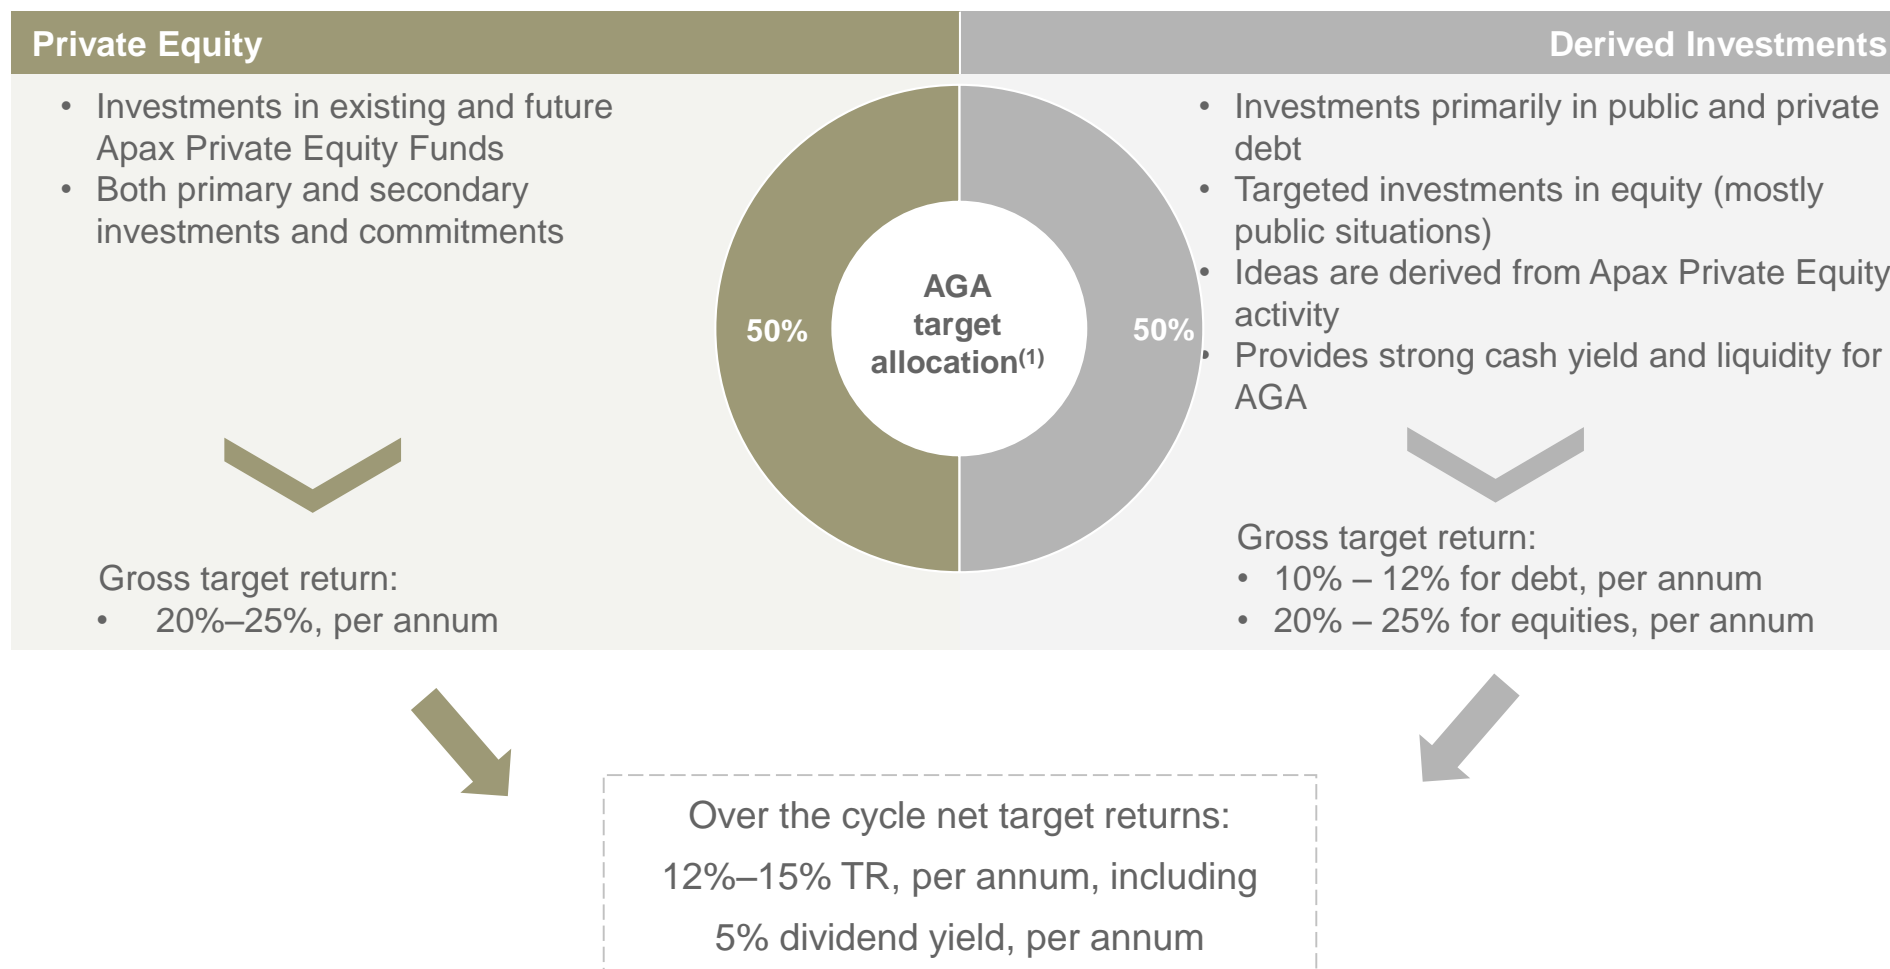 Private Equity
Derived Investments
• Investments in existing and future
Apax Private Equity Funds
• Both primary and secondary
investments and commitments
Gross target return:
• 20%–25%, per annum
50%
AGA
target
allocation(1)
50%
• Investments primarily in public and private
debt
• Targeted investments in equity (mostly
public situations)
• Ideas are derived from Apax Private Equity
activity
• Provides strong cash yield and liquidity for
AGA
Gross target return:
• 10% – 12% for debt, per annum
• 20% – 25% for equities, per annum
Over the cycle net target returns:
12%–15% TR, per annum, including
5% dividend yield, per annum